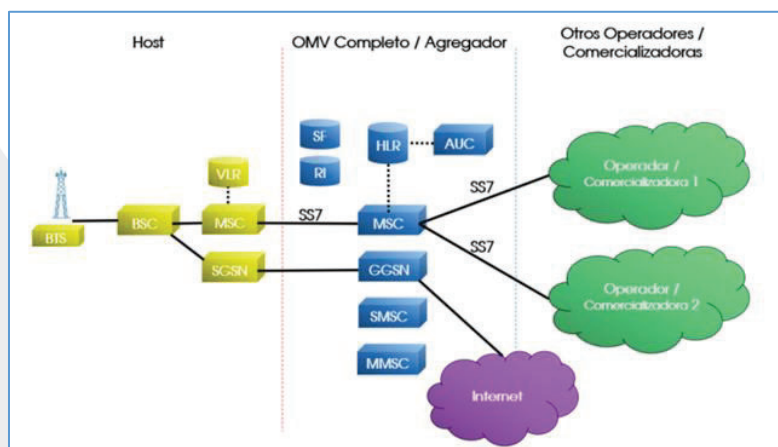 Host
OMV Completo / Agregador
Otros Operadores /
Comercializadoras
SF
HLR
AUC
RI
VLR
BTS
BSC
MSC
SS7
MSC
SS7
SS7
Operador /
Comercializadora 1
SGSN
GGSN
SMSC
MMSC
Operador /
Comercializadora 2
Internet